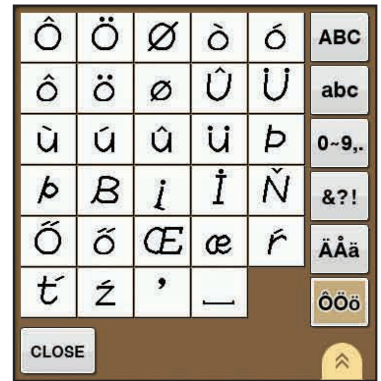 Ô Ö Ø ò ó ABC
ô ö ø Û Ü abc
ù ú û ü Þ 0~9,.
þ ß į İ Ň &?!
Ő ő Œ œ ŕ ÄÅä
ť ź ’ ⎵ ÔÖö
CLOSE